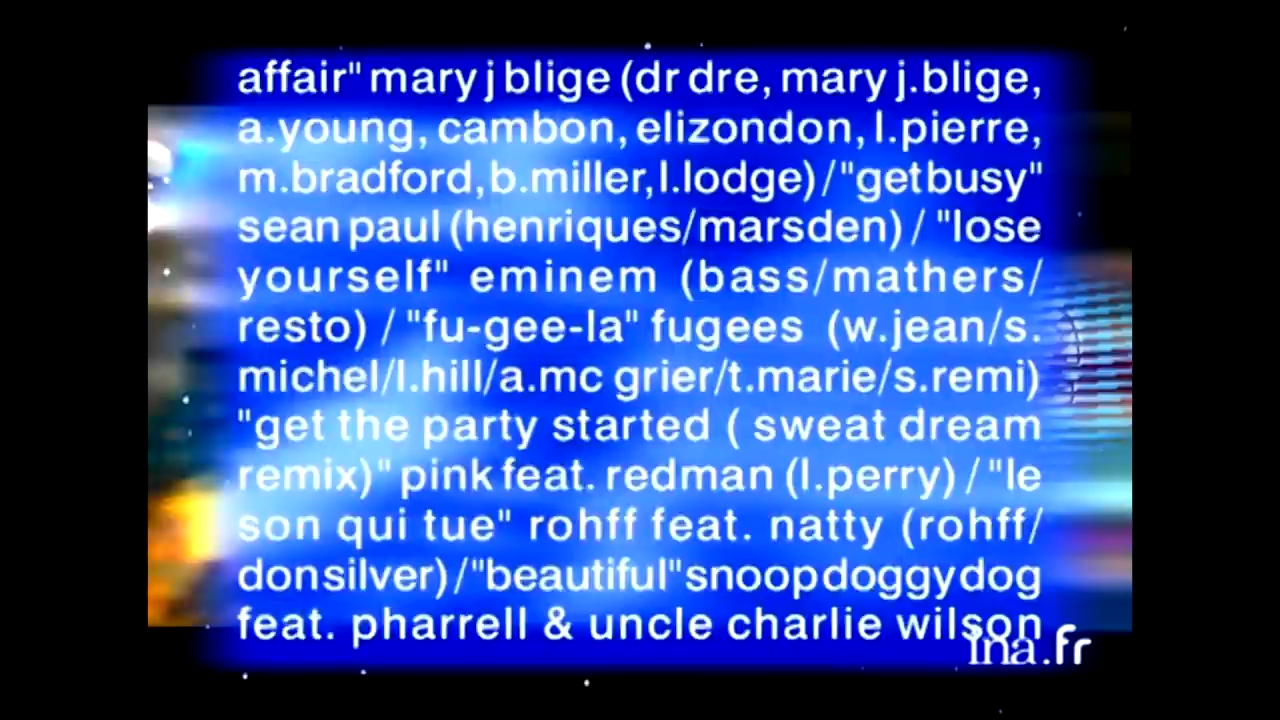 affair" mary j blige (dr dre, mary j.blige,
a.young, cambon, elizondon, l.pierre,
m.bradford, b.miller, l.lodge) / "get busy"
sean paul (henriques/marsden) / "lose
yourself" eminem (bass/mathers/
resto) / "fu-gee-la" fugees (w.jean/s.
michel/l.hill/a.mc grier/t.marie/s.remi)
"get the party started ( sweat dream
remix)" pink feat. redman (l.perry) / "le
son qui tue" rohff feat. natty (rohff/
donsilver) / "beautiful" snoop doggy dog
feat. pharrell & uncle charlie wilson
ina.fr